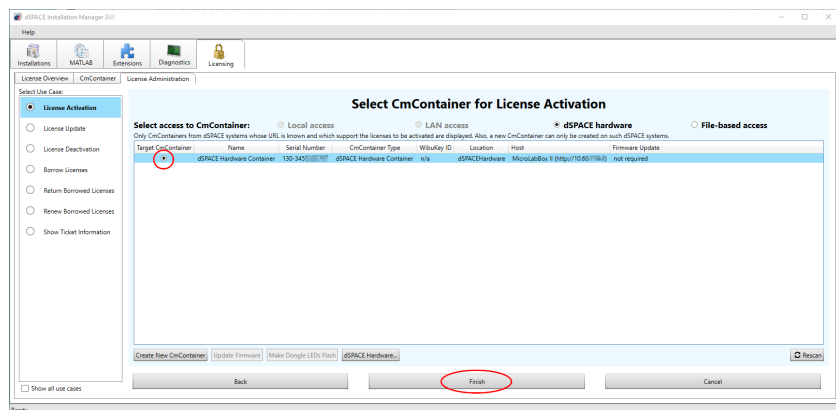 dSPACE Installation Manager
Help
Installations MATLAB Extensions Diagnostics Licensing
License Overview CmContainer License Administration
Select Use Case:
License Activation
License Update
License Deactivation
Borrow Licenses
Return Borrowed Licenses
Renew Borrowed Licenses
Show Ticket Information
Show all use cases
Select CmContainer for License Activation
Select access to CmContainer: Local access LAN access dSPACE hardware File-based access
Only CmContainers from dSPACE systems whose URL is known and which support the licenses to be activated are displayed. Also, a new CmContainer can only be created on such dSPACE systems.
Target CmContainer Name Serial Number CmContainer Type WibuKey ID Location Host Firmware Update
dSPACE Hardware Container 130-345 dSPACE Hardware Container n/a dSPACEHardware MicroLabBox II (http://10.60 ) not required
Create New CmContainer Update Firmware Make Dongle LEDs Flash dSPACE Hardware... Rescan
Back Finish Cancel
Ready